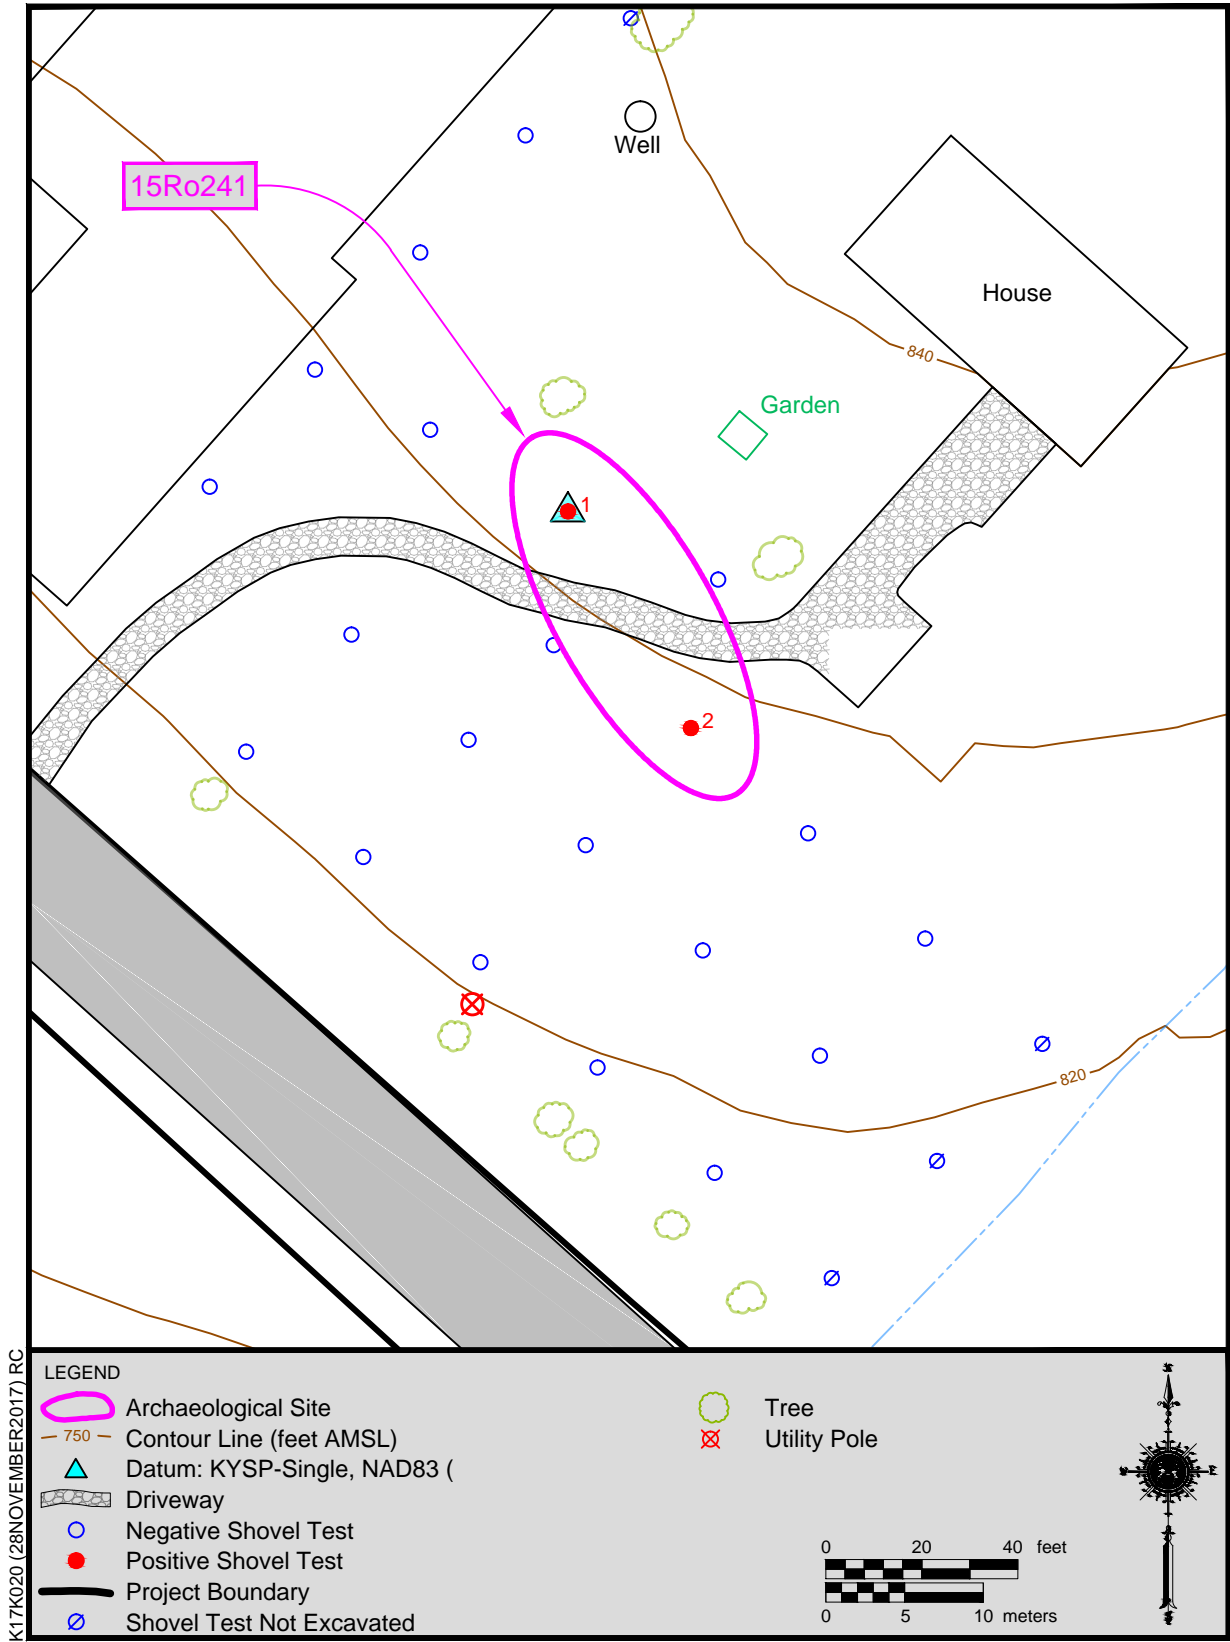 Well
15Ro241
House
840
Garden
1
2
820
LEGEND
Archaeological Site
750
Contour Line (feet AMSL)
Datum: KYSP-Single, NAD83 (
Driveway
Negative Shovel Test
Positive Shovel Test
Project Boundary
Shovel Test Not Excavated
Tree
Utility Pole
0 20 40 feet
0 5 10 meters
K17K020 (28NOVEMBER2017) RC